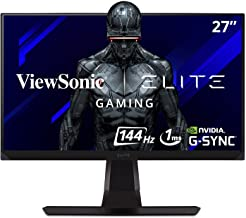 27”
ViewSonic ELITE
GAMING
144Hz 1ms NVIDIA
G-SYNC